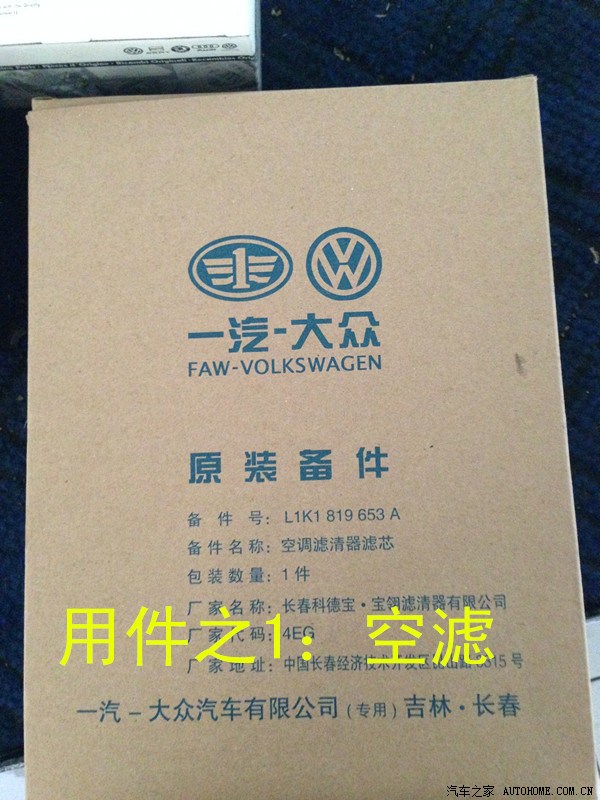 一汽-大众
FAW-VOLKSWAGEN
原装备件
备件号: L1K1 819 653 A
备件名称: 空调滤清器滤芯
包装数量: 1件
厂家名称: 长春科德宝·宝翎滤清器有限公司
用件之1: 空滤
厂家代码: 4EG
厂家地址: 中国长春经济技术开发区 号
一汽－大众汽车有限公司(专用)吉林·长春
汽车之家 AUTOHOME.COM.CN